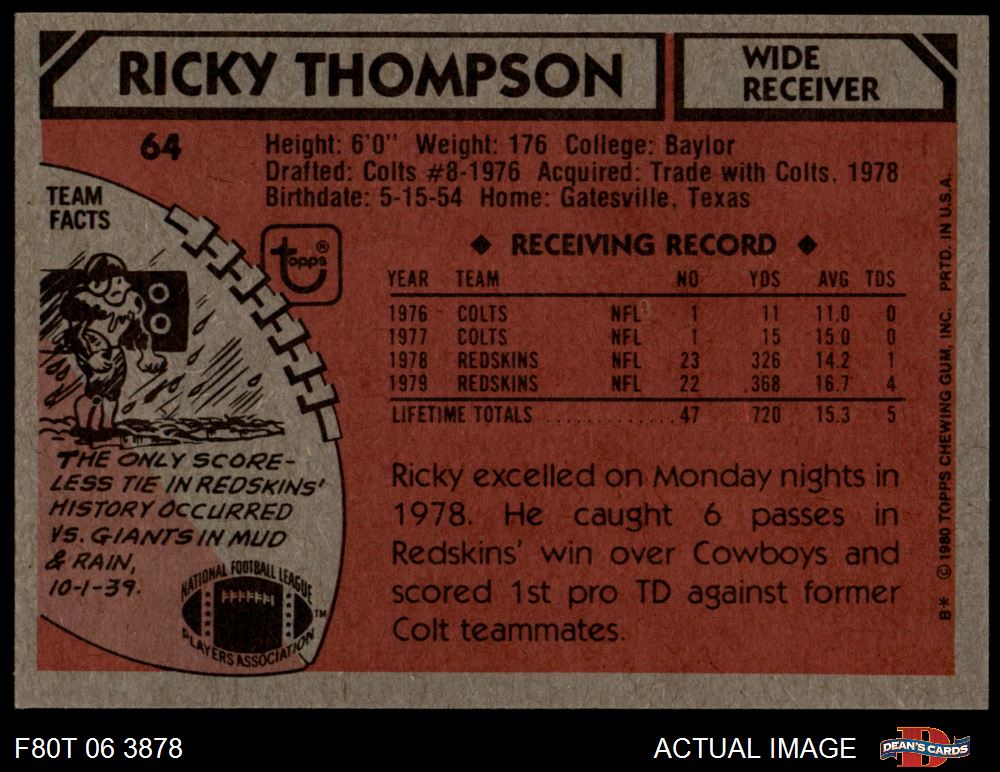 RICKY THOMPSON
WIDE
RECEIVER
64
Height: 6'0" Weight: 176 College: Baylor
Drafted: Colts #8-1976 Acquired: Trade with Colts, 1978
Birthdate: 5-15-54 Home: Gatesville, Texas
TEAM
FACTS
topps ®
◆ RECEIVING RECORD ◆
YEAR TEAM NO YDS AVG TDS
1976 COLTS NFL 1 11 11.0 0
1977 COLTS NFL 1 15 15.0 0
1978 REDSKINS NFL 23 326 14.2 1
1979 REDSKINS NFL 22 368 16.7 4
LIFETIME TOTALS .............. 47 720 15.3 5
00
THE ONLY SCORE-
LESS TIE IN REDSKINS'
HISTORY OCCURRED
VS. GIANTS IN MUD
& RAIN,
10-1-39.
NATIONAL FOOTBALL LEAGUE
PLAYERS ASSOCIATION
TM
Ricky excelled on Monday nights in
1978. He caught 6 passes in
Redskins' win over Cowboys and
scored 1st pro TD against former
Colt teammates.
B* © 1980 TOPPS CHEWING GUM, INC. PRTD. IN U.S.A.
F80T 06 3878
ACTUAL IMAGE
D
DEAN'S CARDS